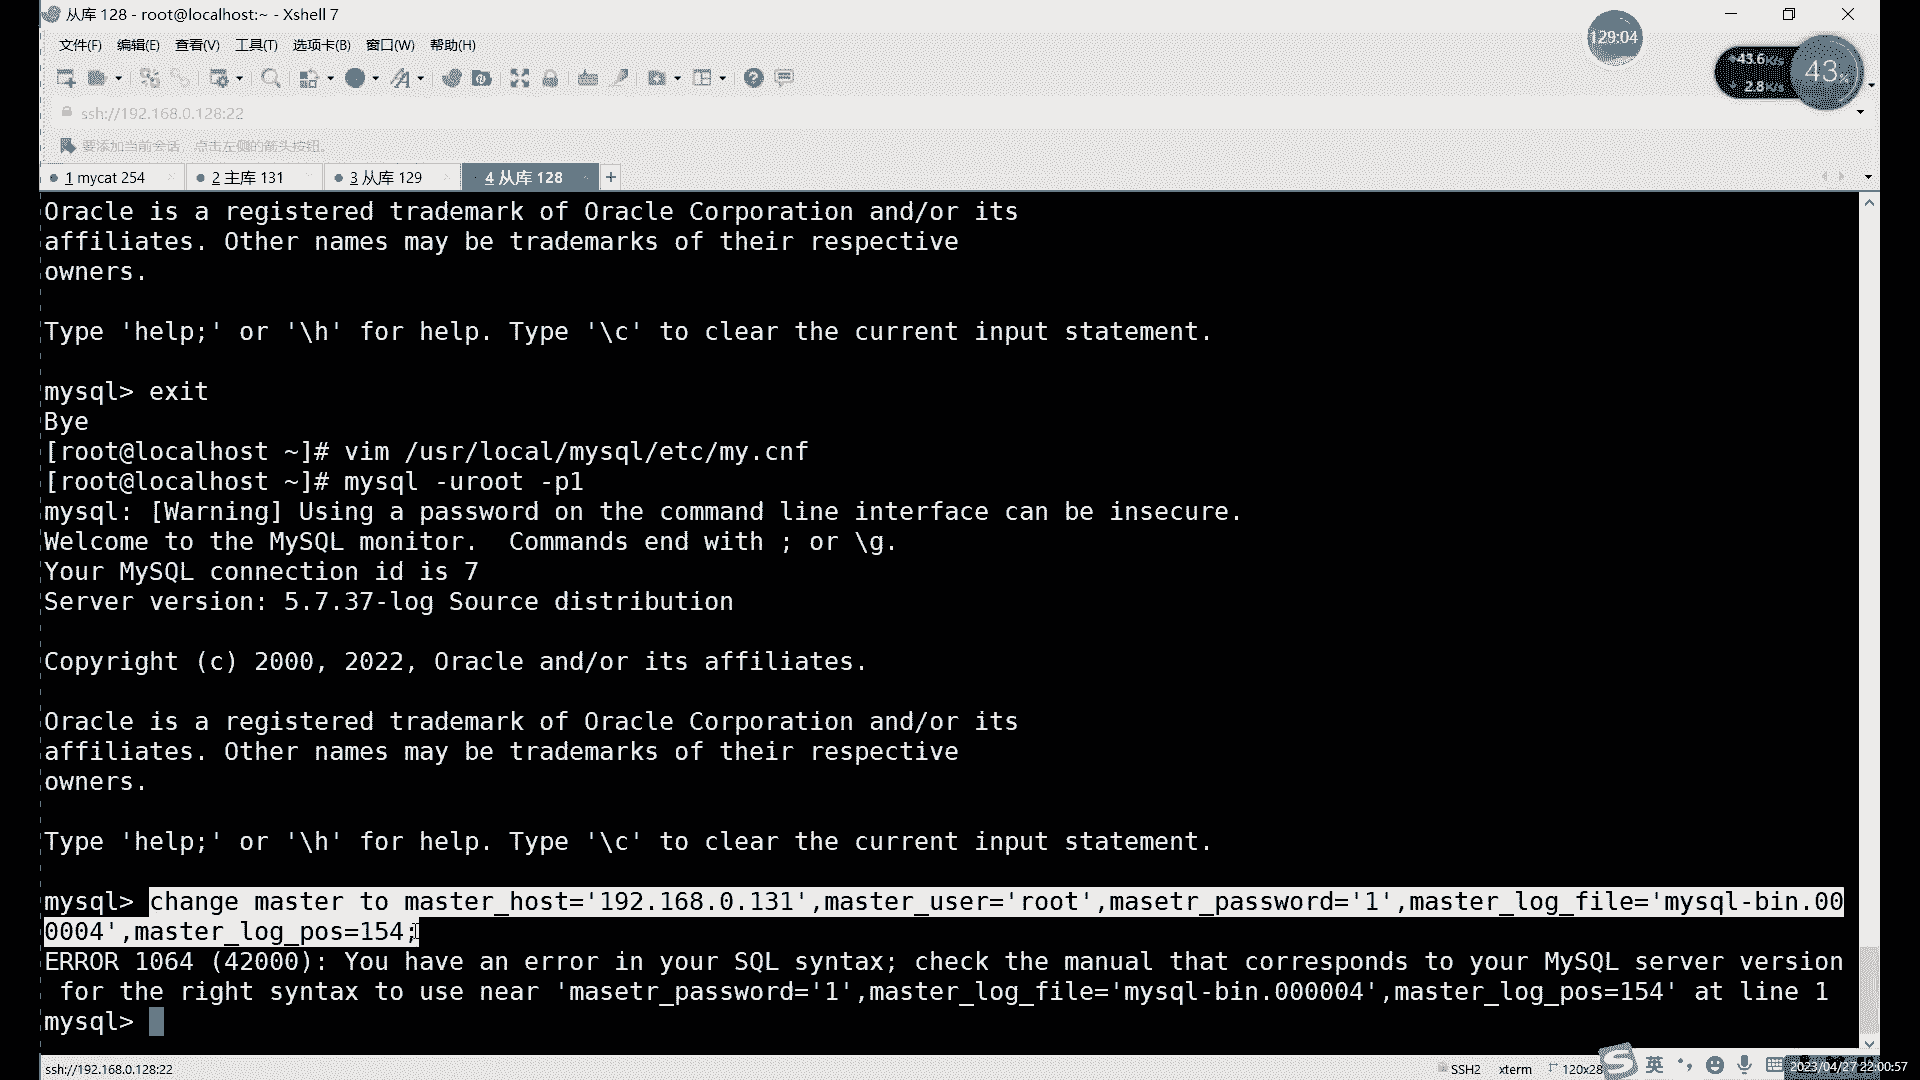 从库 128 - root@localhost:~ - Xshell 7
129:04
文件(F) 编辑(E) 查看(V) 工具(T) 选项卡(B) 窗口(W) 帮助(H)
43.6K/s
2.8K/s
43%
ssh://192.168.0.128:22
要添加当前会话，点击左侧的箭头按钮。
1 mycat 254
2 主库 131
3 从库 129
4 从库 128
Oracle is a registered trademark of Oracle Corporation and/or its
affiliates. Other names may be trademarks of their respective
owners.
Type 'help;' or '\h' for help. Type '\c' to clear the current input statement.
mysql> exit
Bye
[root@localhost ~]# vim /usr/local/mysql/etc/my.cnf
[root@localhost ~]# mysql -uroot -p1
mysql: [Warning] Using a password on the command line interface can be insecure.
Welcome to the MySQL monitor.  Commands end with ; or \g.
Your MySQL connection id is 7
Server version: 5.7.37-log Source distribution
Copyright (c) 2000, 2022, Oracle and/or its affiliates.
Oracle is a registered trademark of Oracle Corporation and/or its
affiliates. Other names may be trademarks of their respective
owners.
Type 'help;' or '\h' for help. Type '\c' to clear the current input statement.
mysql> change master to master_host='192.168.0.131',master_user='root',masetr_password='1',master_log_file='mysql-bin.00
0004',master_log_pos=154;
ERROR 1064 (42000): You have an error in your SQL syntax; check the manual that corresponds to your MySQL server version
 for the right syntax to use near 'masetr_password='1',master_log_file='mysql-bin.000004',master_log_pos=154' at line 1
mysql>
ssh://192.168.0.128:22
SSH2
xterm
120x28
英
2023/04/27 22:00:57